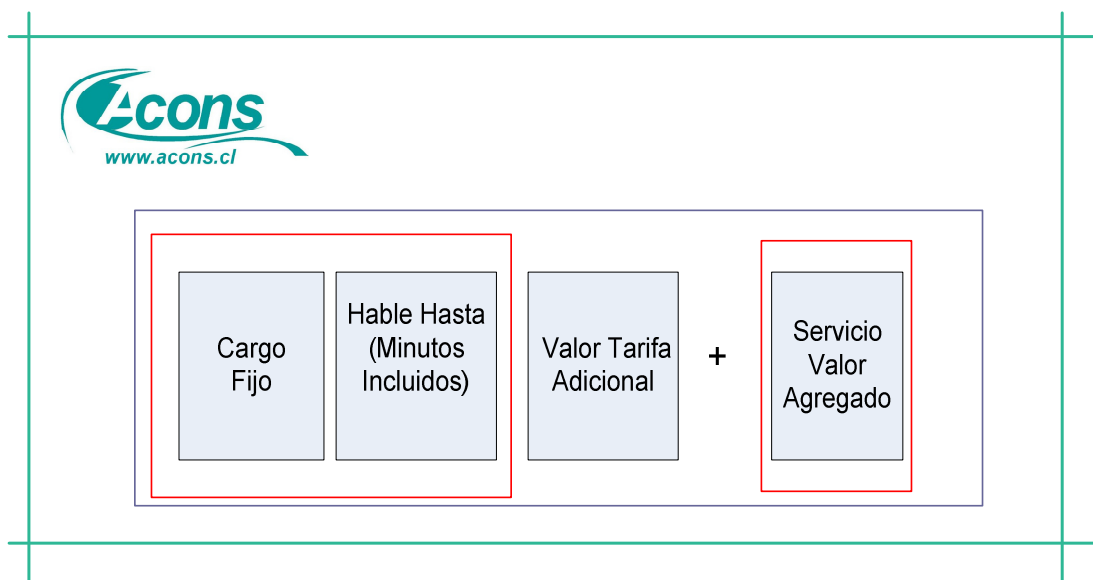 Acons
www.acons.cl
Cargo
Fijo
Hable Hasta
(Minutos
Incluidos)
Valor Tarifa
Adicional
+
Servicio
Valor
Agregado